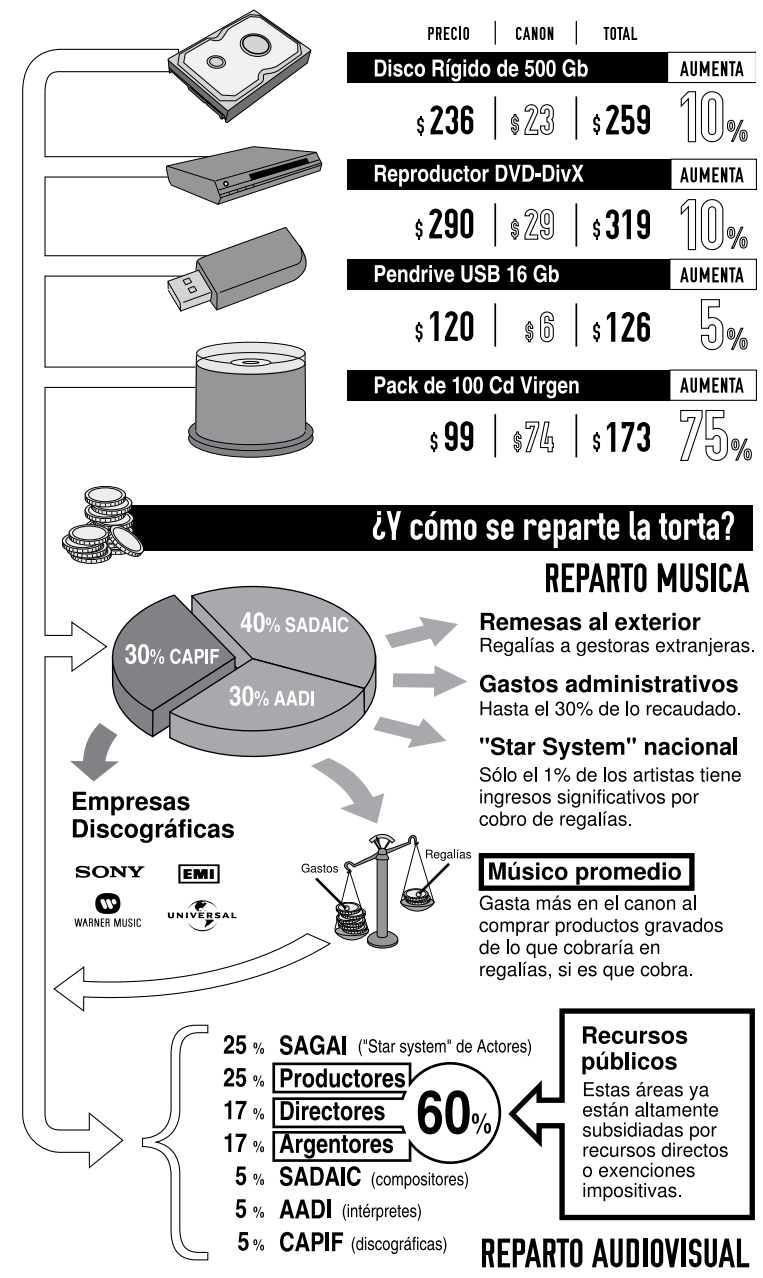 PRECIO | CANON | TOTAL
Disco Rígido de 500 Gb AUMENTA
$ 236 | $ 23 | $ 259 10%
Reproductor DVD-DivX AUMENTA
$ 290 | $ 29 | $ 319 10%
Pendrive USB 16 Gb AUMENTA
$ 120 | $ 6 | $ 126 5%
Pack de 100 Cd Virgen AUMENTA
$ 99 | $ 74 | $ 173 75%
¿Y cómo se reparte la torta?
REPARTO MUSICA
40% SADAIC
30% CAPIF
30% AADI
Remesas al exterior
Regalías a gestoras extranjeras.
Gastos administrativos
Hasta el 30% de lo recaudado.
"Star System" nacional
Sólo el 1% de los artistas tiene
ingresos significativos por
cobro de regalías.
Empresas
Discográficas
SONY EMI
WARNER MUSIC UNIVERSAL
Gastos
Regalías
Músico promedio
Gasta más en el canon al
comprar productos gravados
de lo que cobraría en
regalías, si es que cobra.
25 % SAGAI ("Star system" de Actores)
25 % Productores
17 % Directores
17 % Argentores
5 % SADAIC (compositores)
5 % AADI (intérpretes)
5 % CAPIF (discográficas)
60%
Recursos
públicos
Estas áreas ya
están altamente
subsidiadas por
recursos directos
o exenciones
impositivas.
REPARTO AUDIOVISUAL